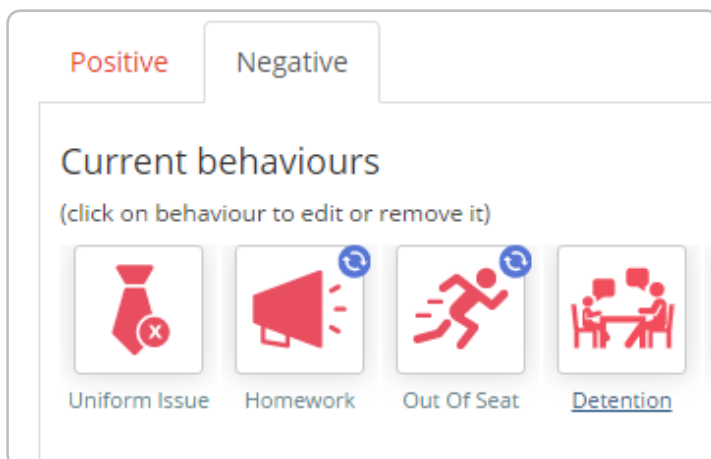 Positive Negative
Current behaviours
(click on behaviour to edit or remove it)
x
Uniform Issue Homework Out Of Seat Detention